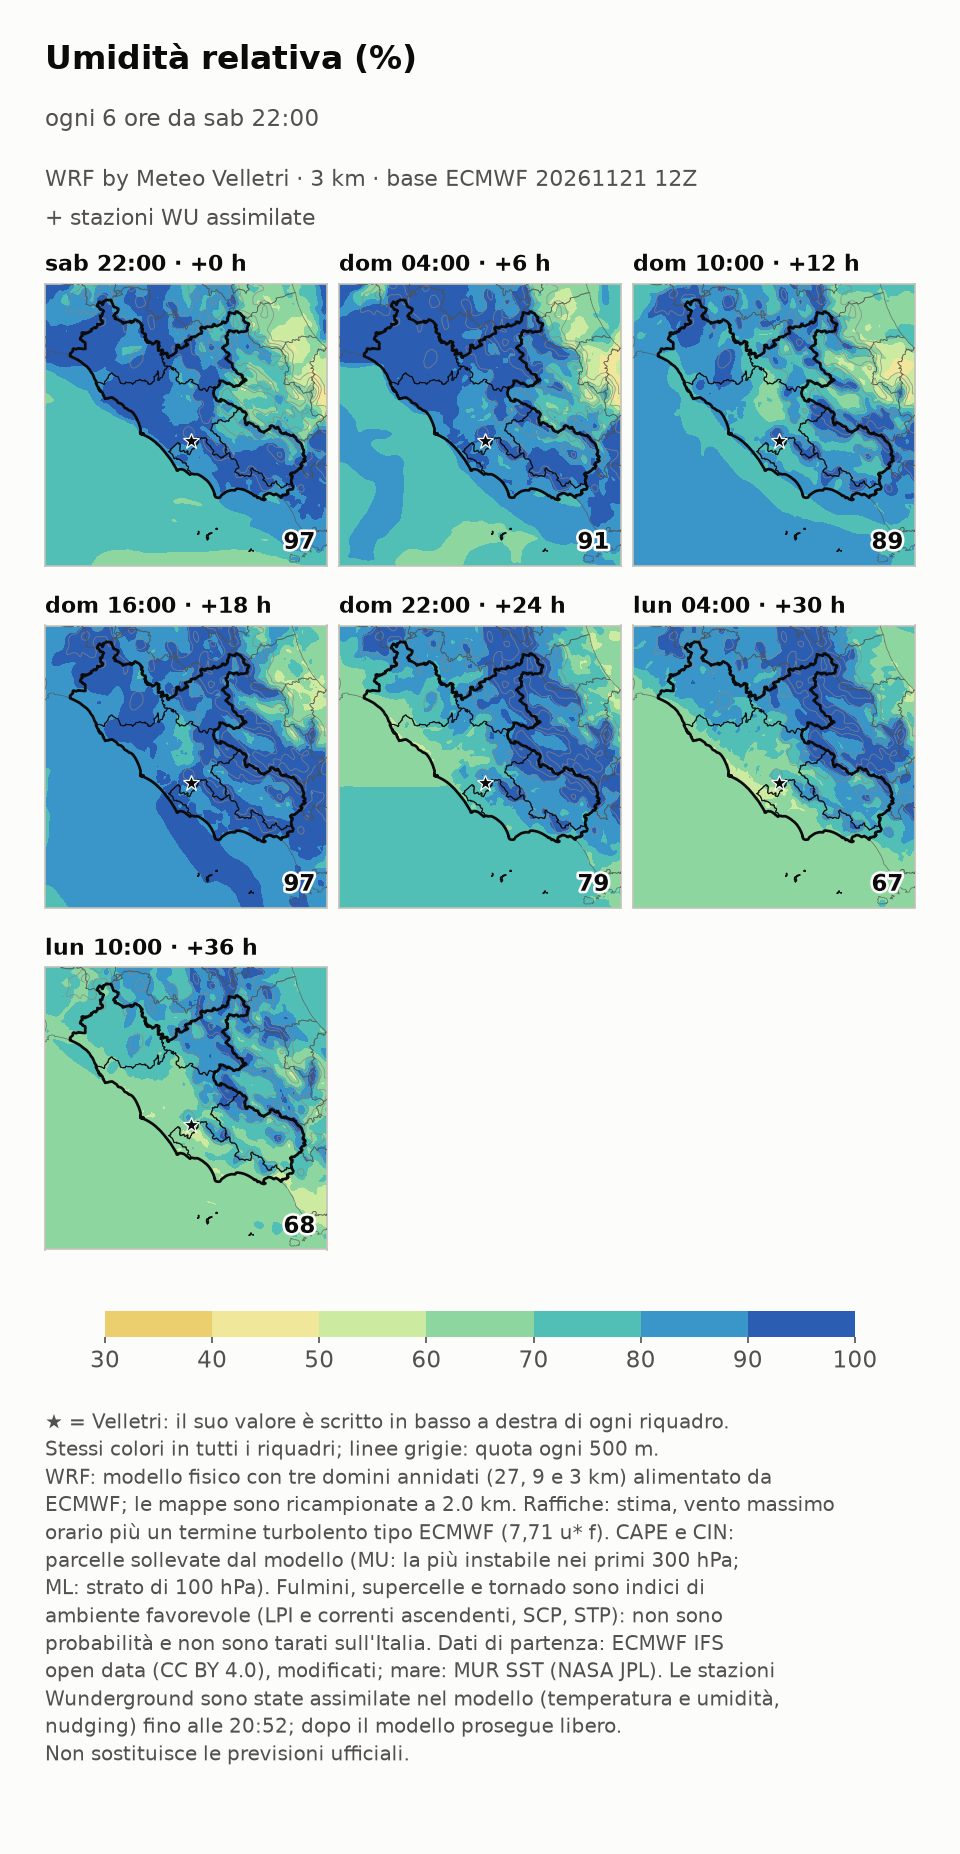 Umidità relativa (%)
ogni 6 ore da sab 22:00
WRF by Meteo Velletri · 3 km · base ECMWF 20261121 12Z
+ stazioni WU assimilate
sab 22:00 · +0 h
dom 04:00 · +6 h
dom 10:00 · +12 h
97
91
89
dom 16:00 · +18 h
dom 22:00 · +24 h
lun 04:00 · +30 h
97
79
67
lun 10:00 · +36 h
68
30 40 50 60 70 80 90 100
★ = Velletri: il suo valore è scritto in basso a destra di ogni riquadro.
Stessi colori in tutti i riquadri; linee grigie: quota ogni 500 m.
WRF: modello fisico con tre domini annidati (27, 9 e 3 km) alimentato da
ECMWF; le mappe sono ricampionate a 2.0 km. Raffiche: stima, vento massimo
orario più un termine turbolento tipo ECMWF (7,71 u* f). CAPE e CIN:
parcelle sollevate dal modello (MU: la più instabile nei primi 300 hPa;
ML: strato di 100 hPa). Fulmini, supercelle e tornado sono indici di
ambiente favorevole (LPI e correnti ascendenti, SCP, STP): non sono
probabilità e non sono tarati sull'Italia. Dati di partenza: ECMWF IFS
open data (CC BY 4.0), modificati; mare: MUR SST (NASA JPL). Le stazioni
Wunderground sono state assimilate nel modello (temperatura e umidità,
nudging) fino alle 20:52; dopo il modello prosegue libero.
Non sostituisce le previsioni ufficiali.